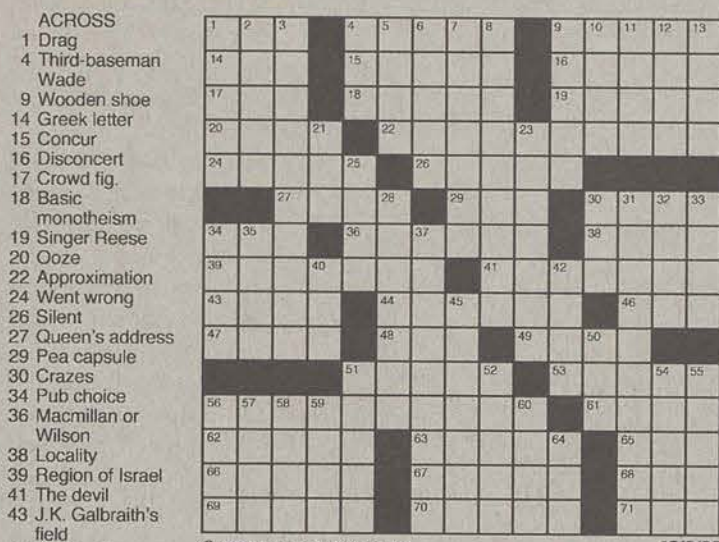 ACROSS
1 Drag
4 Third-baseman
Wade
9 Wooden shoe
14 Greek letter
15 Concur
16 Disconcert
17 Crowd fig.
18 Basic
monotheism
19 Singer Reese
20 Ooze
22 Approximation
24 Went wrong
26 Silent
27 Queen's address
29 Pea capsule
30 Crazes
34 Pub choice
36 Macmillan or
Wilson
38 Locality
39 Region of Israel
41 The devil
43 J.K. Galbraith's
field
1 2 3 4 5 6 7 8 9 10 11 12 13
14 15 16
17 18 19
20 21 22 23
24 25 26
27 28 29 30 31 32 33
34 35 36 37 38
39 40 41 42
43 44 45 46
47 48 49 50
51 52 53 54 55
56 57 58 59 60 61
62 63 64 65
66 67 68
69 70 71